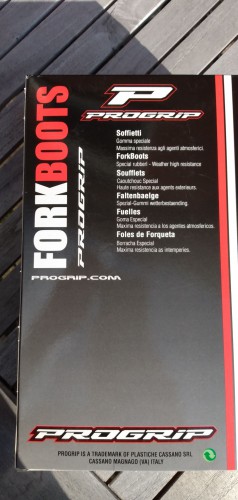 FORKBOOTS
PROGRIP
PROGRIP.COM
P
PROGRIP
Soffietti
Gomma speciale
Massima resistenza agli agenti atmosferici.
ForkBoots
Special rubber - Weather high resistance
Soufflets
Caoutchouc Special
Haute resistance aux agents exterieurs.
Faltenbaelge
Spezial-Gummi wetterbestaendig.
Fuelles
Goma Especial
Maxima resistencia a los agentes atmosfericos.
Foles de Forqueta
Borracha Especial
Maxima resistencia as intemperies.
PROGRIP
PROGRIP IS A TRADEMARK OF PLASTICHE CASSANO SRL
CASSANO MAGNAGO (VA) ITALY